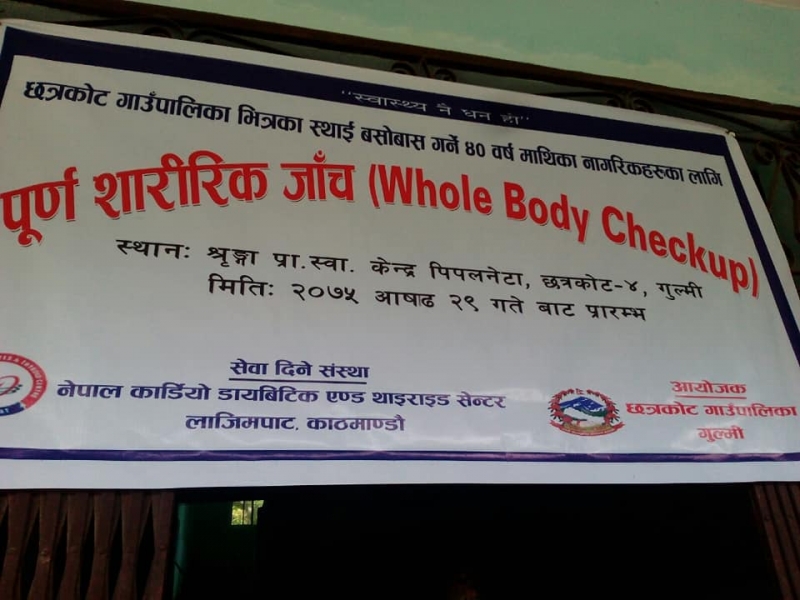 "स्वास्थ्य नै धन हो"
छत्रकोट गाउँपालिका भित्रका स्थाई बसोबास गर्ने ४० वर्ष माथिका नागरिकहरुका लागि
पूर्ण शारीरिक जाँच (Whole Body Checkup)
स्थानः श्रृङ्गा प्रा.स्वा. केन्द्र पिपलनेटा, छत्रकोट-४, गुल्मी
मितिः २०७५ आषाढ २९ गते बाट प्रारम्भ
सेवा दिने संस्था
नेपाल कार्डियो डायबिटिक एण्ड थाइराइड सेन्टर
लाजिमपाट, काठमाण्डौ
आयोजक
छत्रकोट गाउँपालिका
गुल्मी